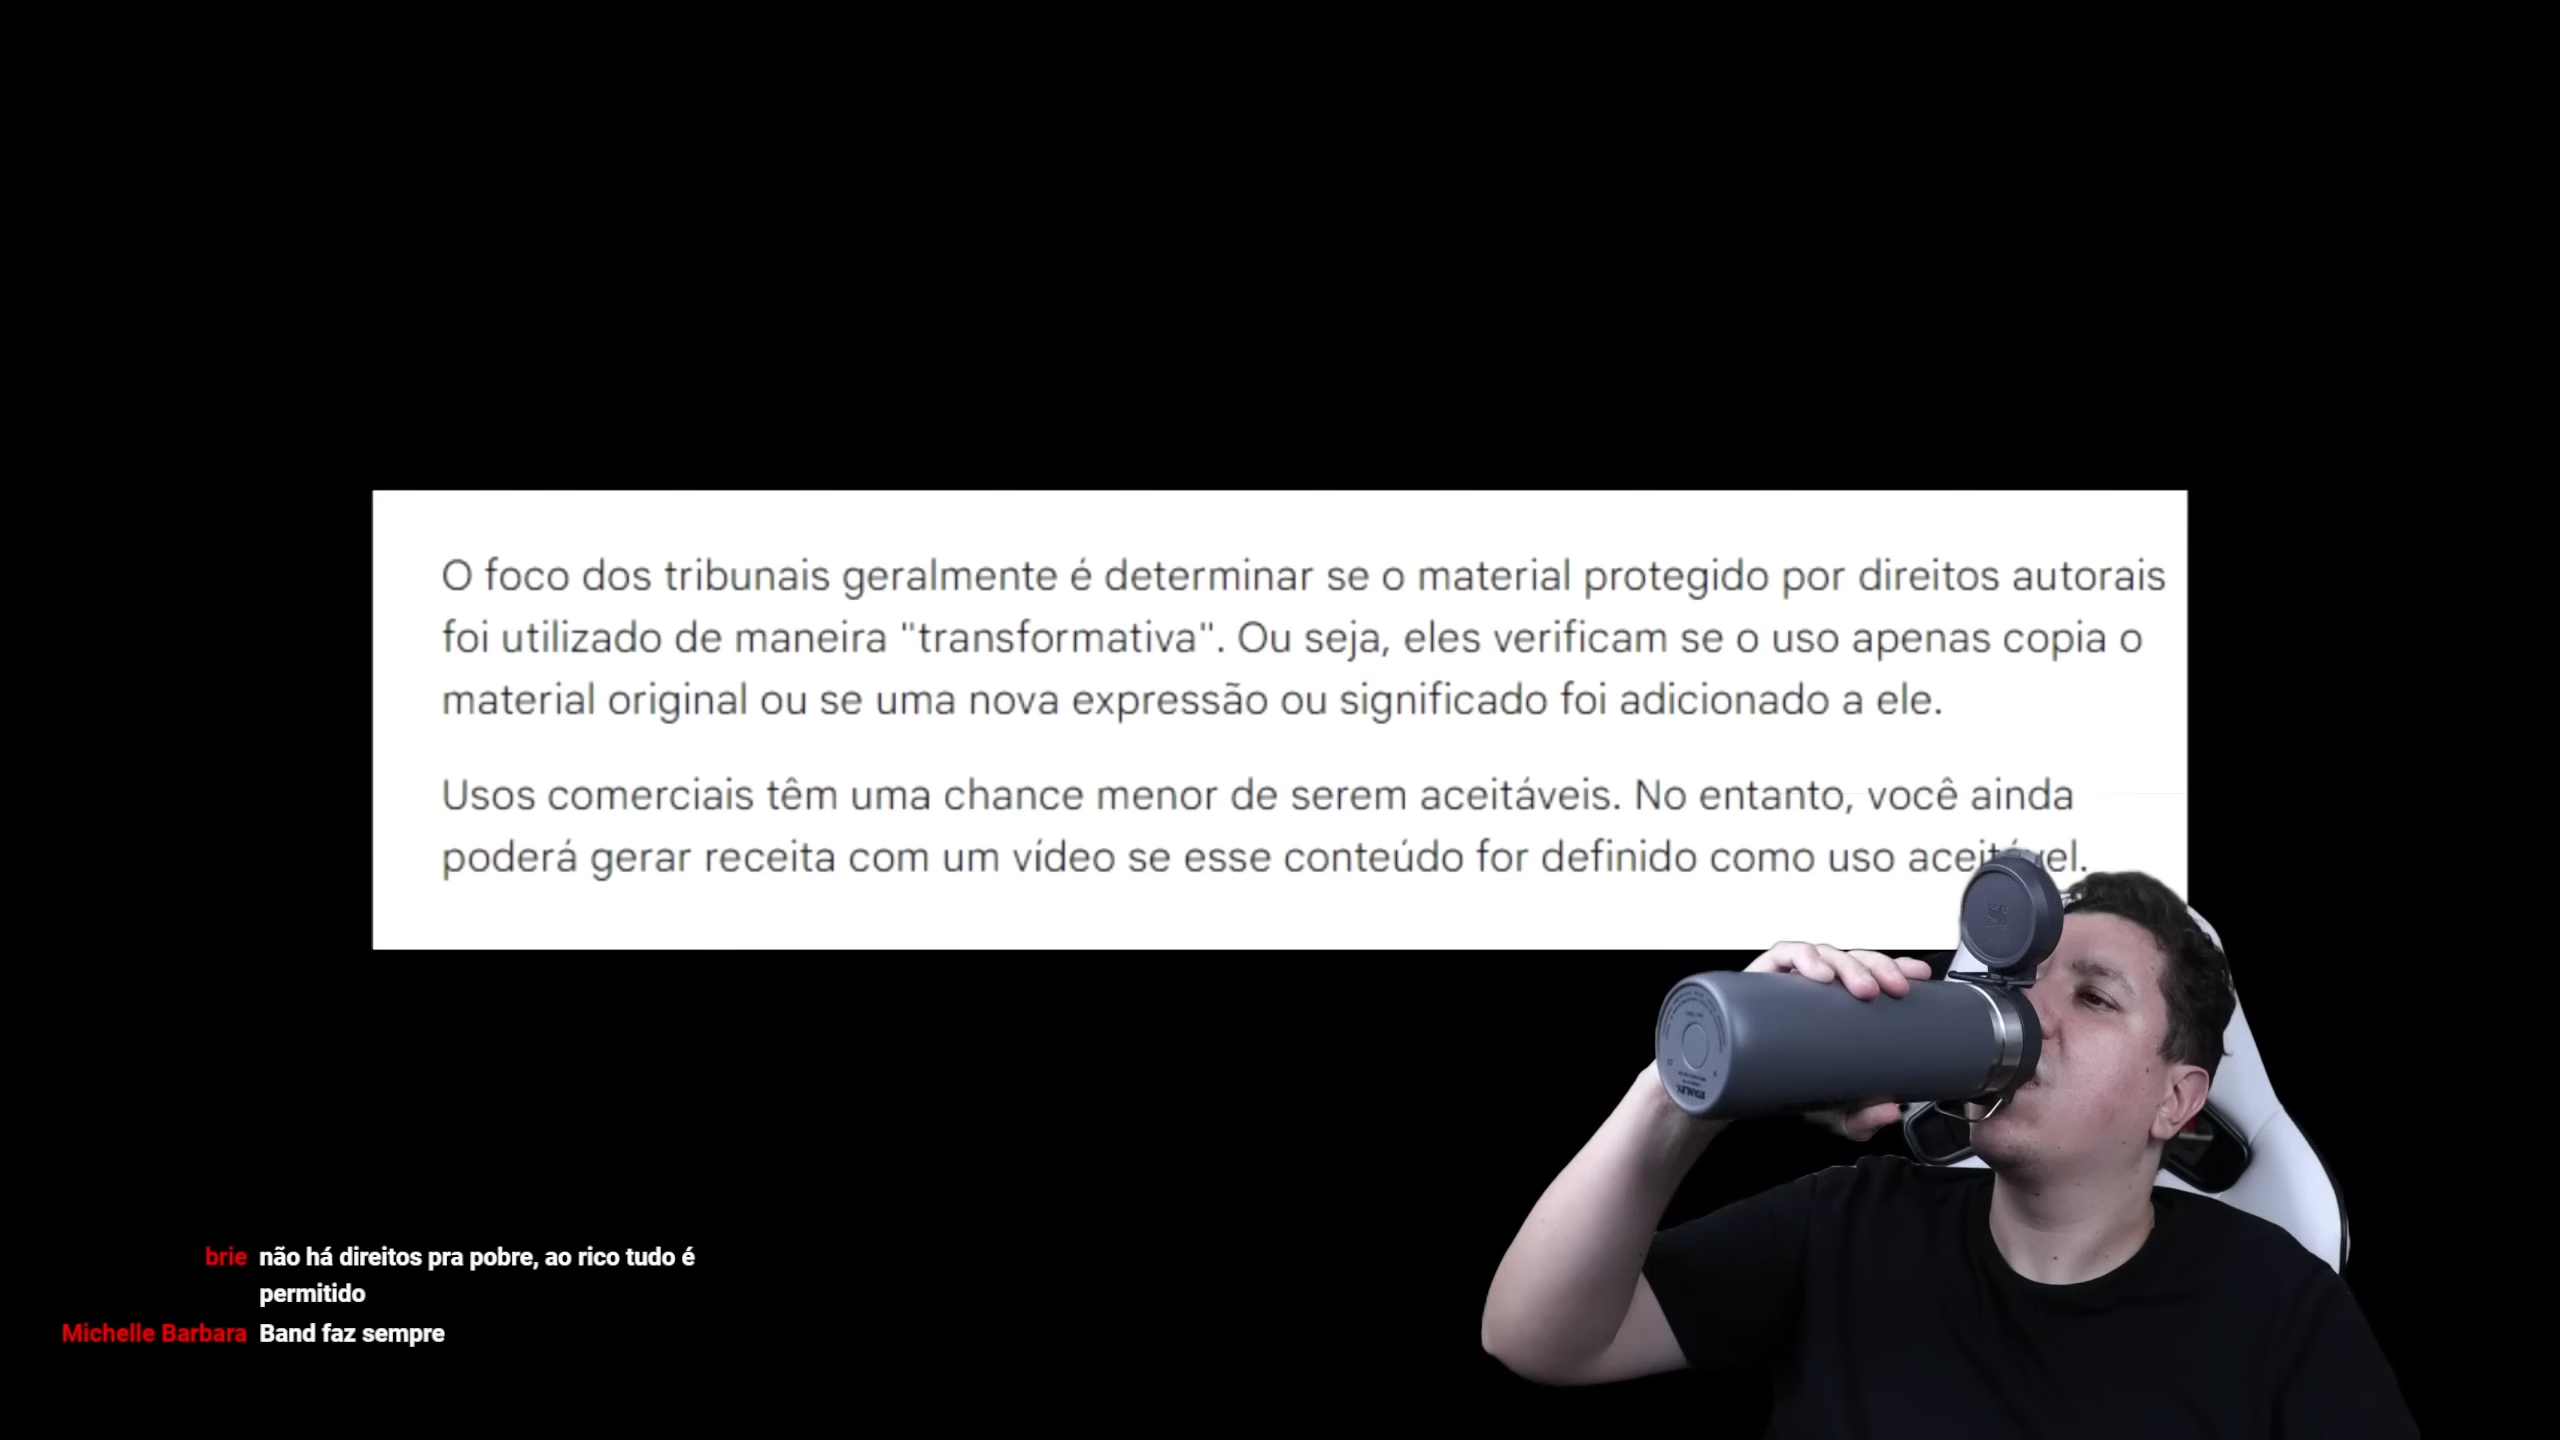 O foco dos tribunais geralmente é determinar se o material protegido por direitos autorais
foi utilizado de maneira "transformativa". Ou seja, eles verificam se o uso apenas copia o
material original ou se uma nova expressão ou significado foi adicionado a ele.
Usos comerciais têm uma chance menor de serem aceitáveis. No entanto, você ainda
poderá gerar receita com um vídeo se esse conteúdo for definido como uso aceitável.
brie não há direitos pra pobre, ao rico tudo é
permitido
Michelle Barbara Band faz sempre
STANLEY